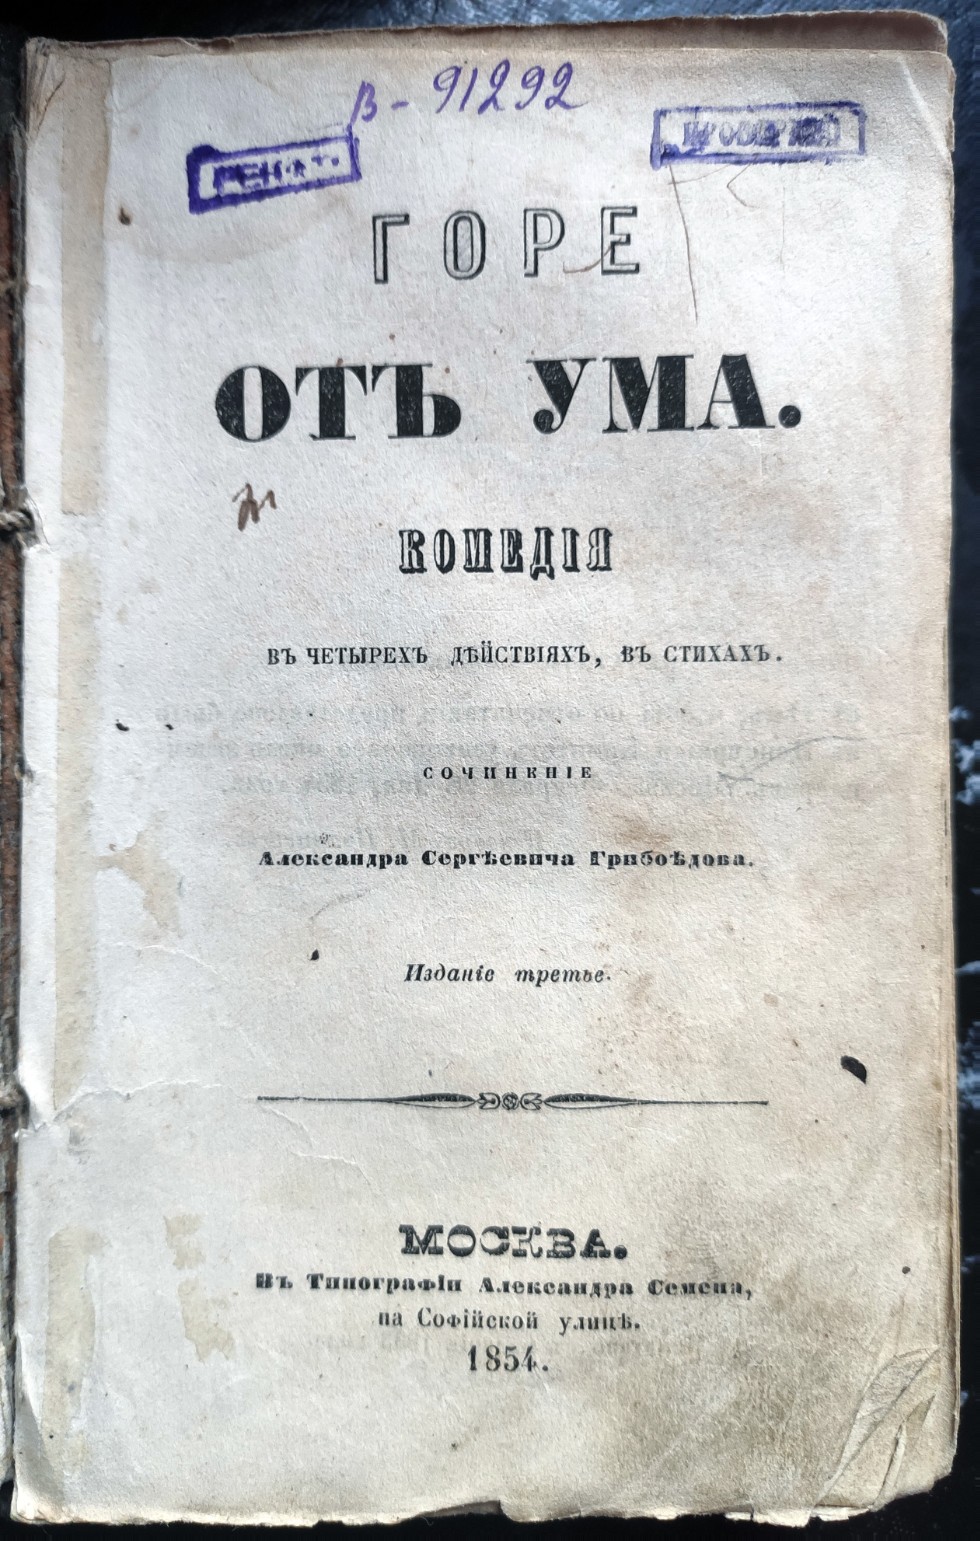 В - 91292
ГОРЕ
ОТЪ УМА.
КОМЕДІЯ
ВЪ ЧЕТЫРЕХЪ ДѢЙСТВІЯХЪ, ВЪ СТИХАХЪ.
СОЧИНЕНІЕ
Александра Сергѣевича Грибоѣдова.
Изданіе третье.
МОСКВА.
Въ Типографіи Александра Семена,
на Софійской улицѣ.
1854.